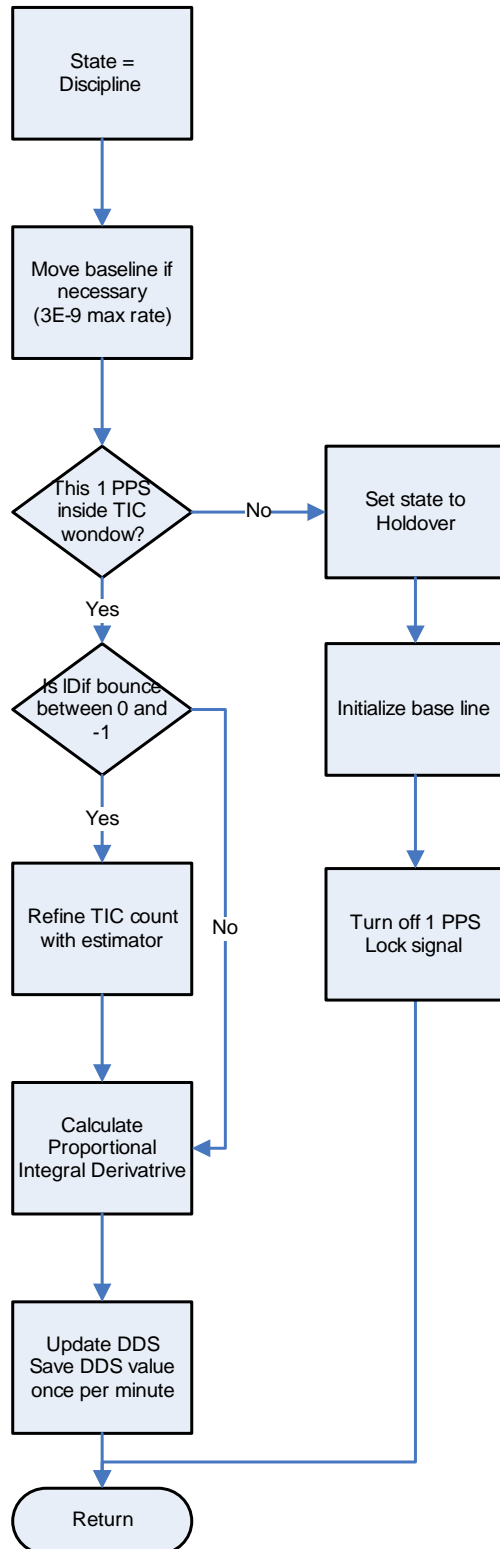 State =
Discipline
Move baseline if
necessary
(3E-9 max rate)
This 1 PPS
inside TIC
wondow?
No
Set state to
Holdover
Yes
Is lDif bounce
between 0 and
-1
Initialize base line
Yes
Refine TIC count
with estimator
No
Turn off 1 PPS
Lock signal
Calculate
Proportional
Integral Derivatrive
Update DDS
Save DDS value
once per minute
Return